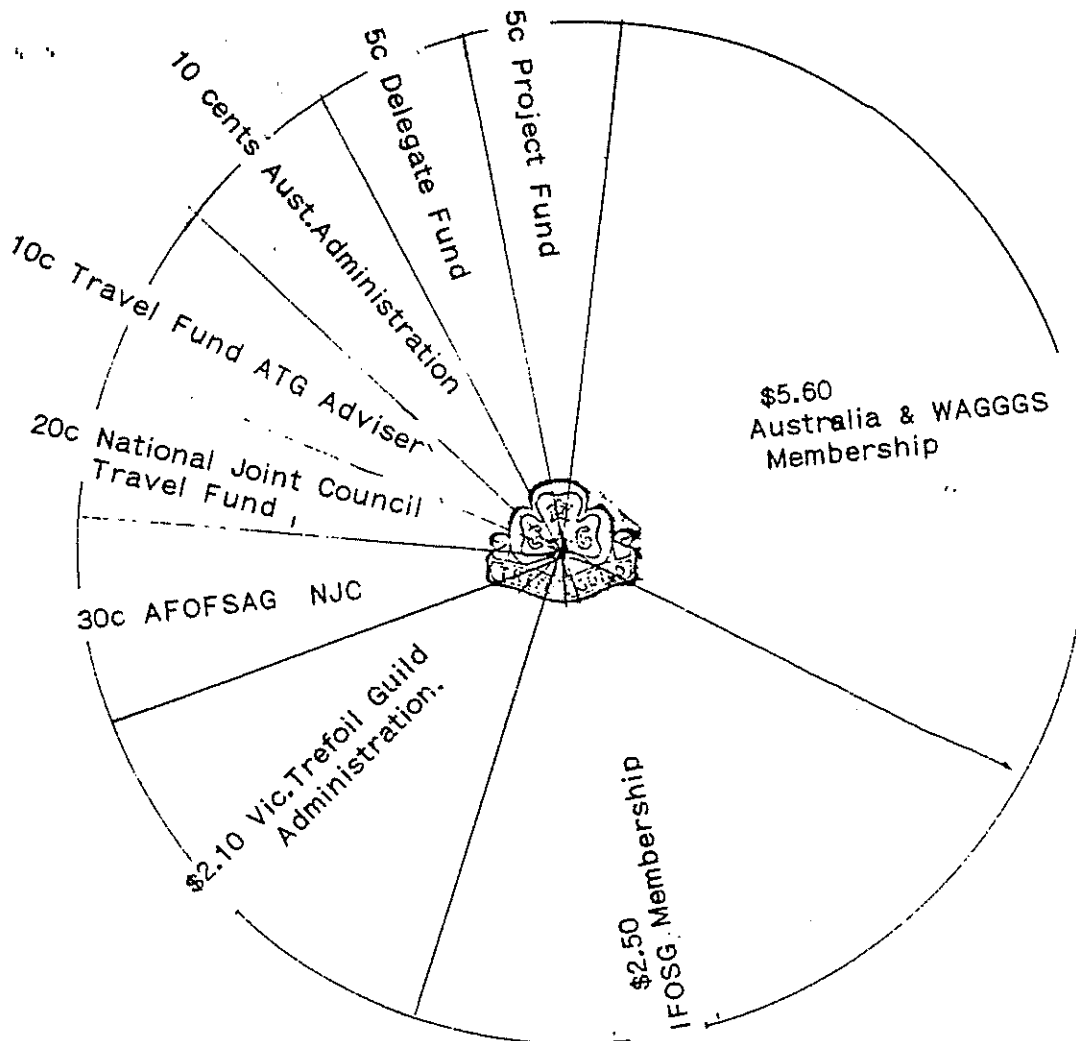 5c Project Fund
5c Delegate Fund
10 cents Aust.Administration
10c Travel Fund ATG Adviser
20c National Joint Council
Travel Fund
30c AFOFSAG NJC
$2.10 Vic.Trefoil Guild
Administration.
$2.50
IFOSG Membership
$5.60
Australia & WAGGGS
Membership